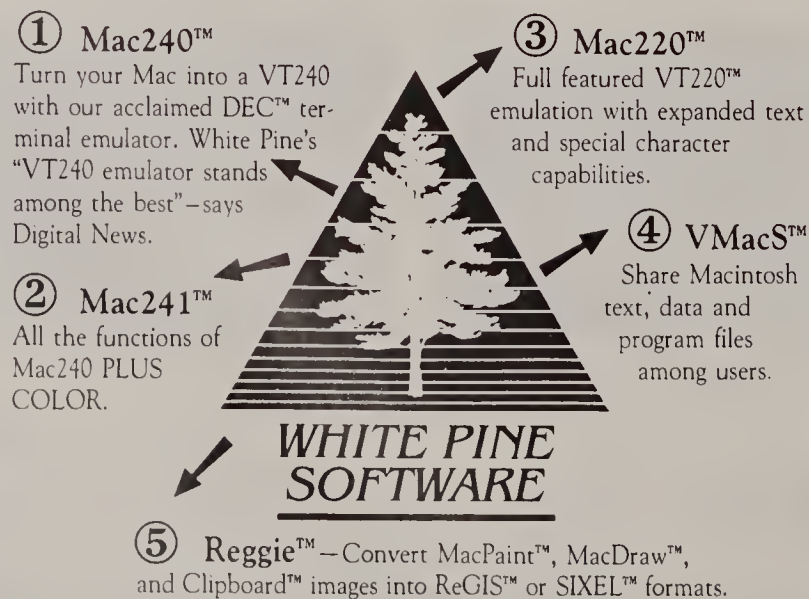 ① Mac240™
Turn your Mac into a VT240
with our acclaimed DEC™ ter-
minal emulator. White Pine's
"VT240 emulator stands
among the best"–says
Digital News.
② Mac241™
All the functions of
Mac240 PLUS
COLOR.
③ Mac220™
Full featured VT220™
emulation with expanded text
and special character
capabilities.
④ VMacS™
Share Macintosh
text, data and
program files
among users.
WHITE PINE
SOFTWARE
⑤ Reggie™–Convert MacPaint™, MacDraw™,
and Clipboard™ images into ReGIS™ or SIXEL™ formats.